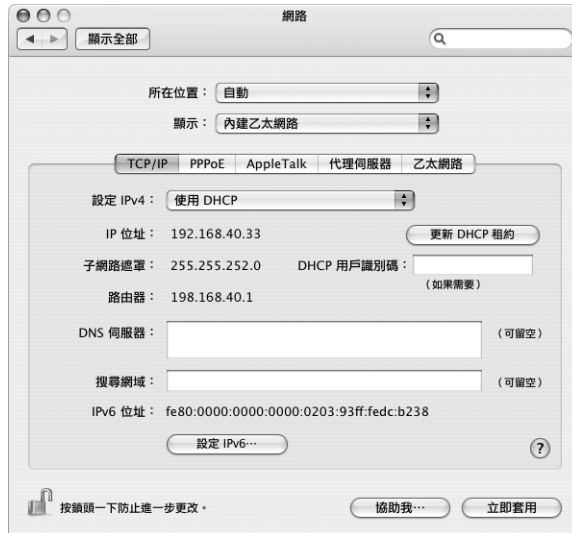 網路
顯示全部
所在位置： 自動
顯示： 內建乙太網路
TCP/IP PPPoE AppleTalk 代理伺服器 乙太網路
設定 IPv4： 使用 DHCP
IP 位址： 192.168.40.33 更新 DHCP 租約
子網路遮罩： 255.255.252.0 DHCP 用戶識別碼：
(如果需要)
路由器： 198.168.40.1
DNS 伺服器： (可留空)
搜尋網域： (可留空)
IPv6 位址： fe80:0000:0000:0000:0203:93ff:fedc:b238
設定 IPv6… ?
按鎖頭一下防止進一步更改。 協助我… 立即套用